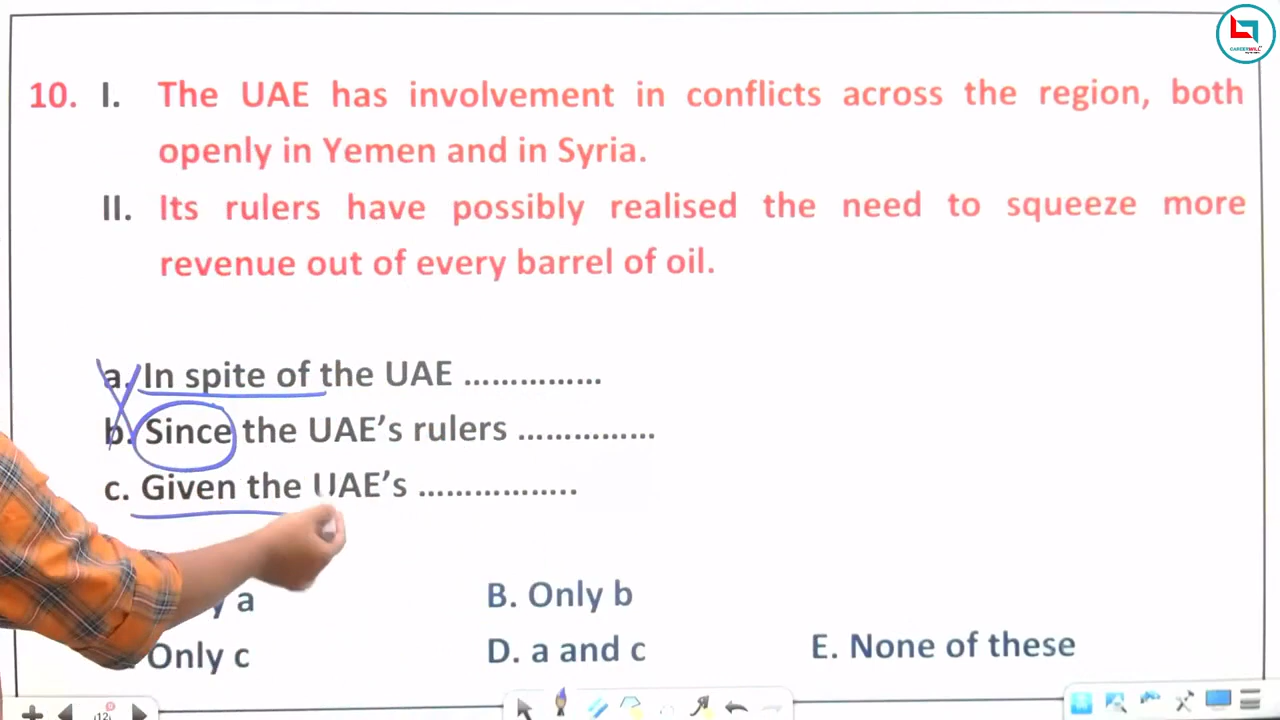 CAREERMILL
10. I. The UAE has involvement in conflicts across the region, both
openly in Yemen and in Syria.
II. Its rulers have possibly realised the need to squeeze more
revenue out of every barrel of oil.
a. In spite of the UAE ...............
b. Since the UAE's rulers ...............
c. Given the UAE's ..................
y a
B. Only b
Only c
D. a and c
E. None of these
12